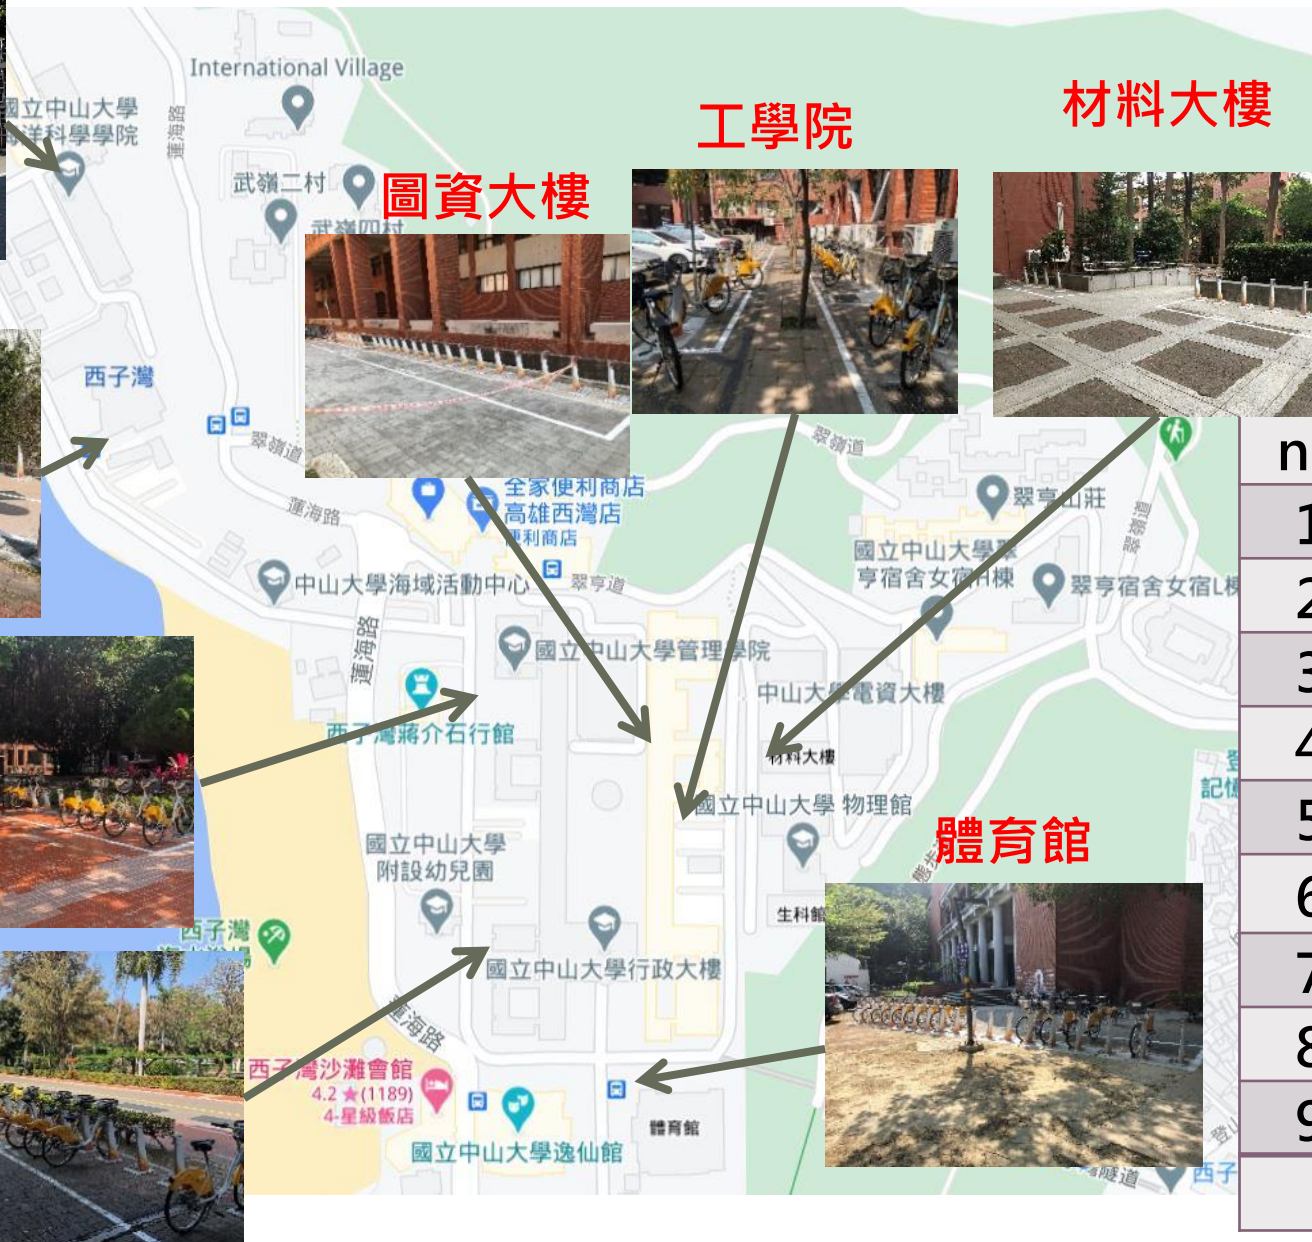 International Village
國立中山大學
海洋科學學院
蓮海路
工學院
材料大樓
武嶺二村
圖資大樓
武嶺四村
西子灣
翠嶺道
蓮海路
全家便利商店
高雄西灣店
便利商店
翠嶺道
翠亨山莊
翠嶺道
國立中山大學翠
亨宿舍女宿H棟
翠亨宿舍女宿L棟
中山大學海域活動中心
翠亨道
蓮海路
國立中山大學管理學院
中山大學電資大樓
西子灣蔣介石行館
材料大樓
國立中山大學 物理館
國立中山大學
附設幼兒園
體育館
生科館
西子灣
國立中山大學行政大樓
蓮海路
西子灣沙灘會館
4.2 ★(1189)
4-星級飯店
體育館
國立中山大學逸仙館
隧道
n
1
2
3
4
5
6
7
8
9